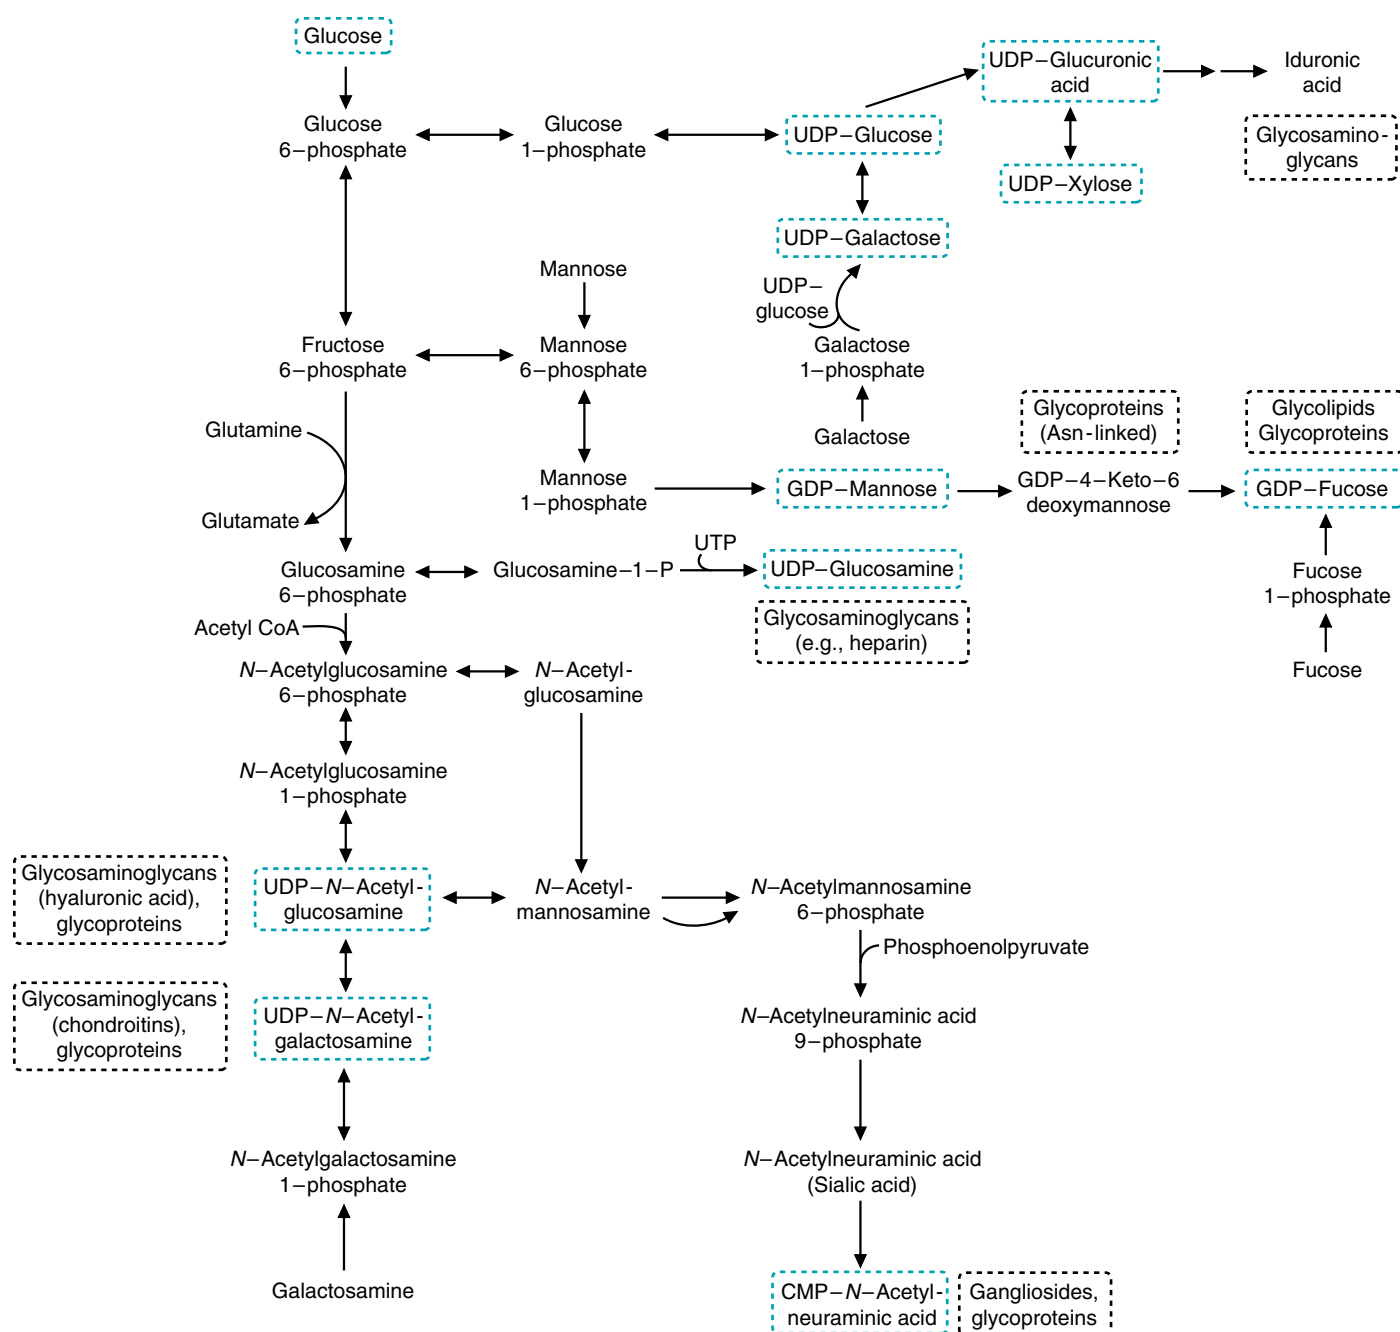 Glucose
UDP–Glucuronic
acid
Iduronic
acid
Glucose
6–phosphate
Glucose
1–phosphate
UDP–Glucose
Glycosamino-
glycans
UDP–Xylose
UDP–Galactose
Mannose
UDP–
glucose
Fructose
6–phosphate
Mannose
6–phosphate
Galactose
1–phosphate
Glutamine
Galactose
Glycoproteins
(Asn-linked)
Glycolipids
Glycoproteins
Mannose
1–phosphate
GDP–Mannose
GDP–4–Keto–6
deoxymannose
GDP–Fucose
Glutamate
UTP
Glucosamine
6–phosphate
Glucosamine–1–P
UDP–Glucosamine
Fucose
1–phosphate
Glycosaminoglycans
(e.g., heparin)
Acetyl CoA
N–Acetylglucosamine
6–phosphate
N–Acetyl-
glucosamine
Fucose
N–Acetylglucosamine
1–phosphate
Glycosaminoglycans
(hyaluronic acid),
glycoproteins
UDP–N–Acetyl-
glucosamine
N–Acetyl-
mannosamine
N–Acetylmannosamine
6–phosphate
Phosphoenolpyruvate
Glycosaminoglycans
(chondroitins),
glycoproteins
UDP–N–Acetyl-
galactosamine
N–Acetylneuraminic acid
9–phosphate
N–Acetylgalactosamine
1–phosphate
N–Acetylneuraminic acid
(Sialic acid)
Galactosamine
CMP–N–Acetyl-
neuraminic acid
Gangliosides,
glycoproteins